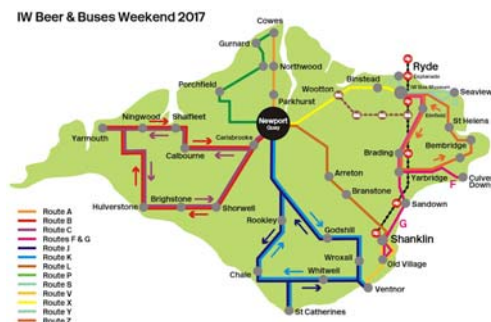 IW Beer & Buses Weekend 2017
Cowes
Gurnard
Northwood
Porchfield
Parkhurst
Newport
Quay
Wootton
Binstead
Ryde
Esplanade
Seaview
St Helens
Bembridge
Brading
Yarbridge
Culver
Down
F
Sandown
G
Shanklin
Old Village
Ningwood
Shalfleet
Yarmouth
Carisbrooke
Calbourne
Hulverstone
Brighstone
Shorwell
Arreton
Branstone
Rookley
Godshill
Wroxall
Chale
Whitwell
Ventnor
St Catherines
Route A
Route B
Route C
Routes F & G
Route J
Route K
Route L
Route P
Route S
Route V
Route X
Route Y
Route Z